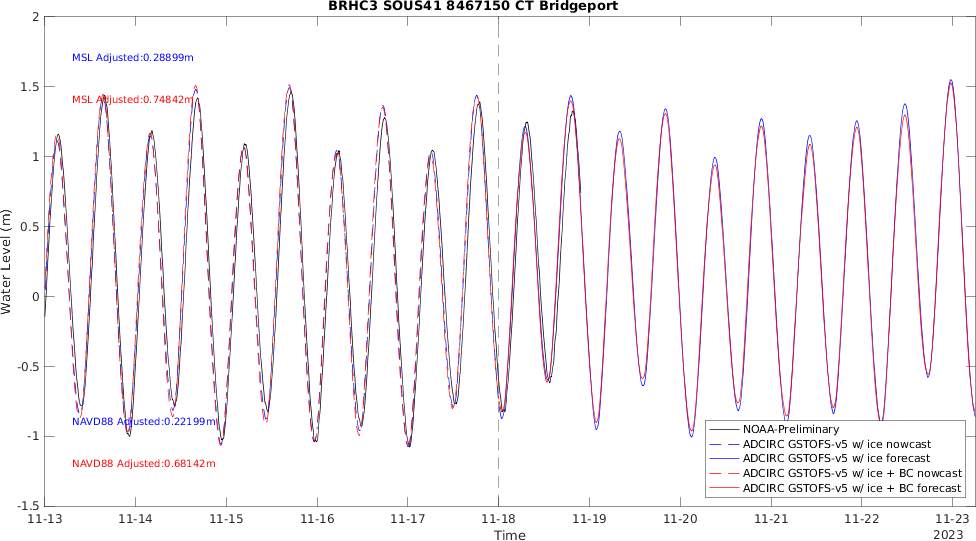 BRHC3 SOUS41 8467150 CT Bridgeport
2
1.5
1
0.5
0
-0.5
-1
-1.5
Water Level (m)
MSL Adjusted:0.28899m
MSL Adjusted:0.74842m
NAVD88 Adjusted:0.22199m
NAVD88 Adjusted:0.68142m
NOAA-Preliminary
ADCIRC GSTOFS-v5 w/ ice nowcast
ADCIRC GSTOFS-v5 w/ ice forecast
ADCIRC GSTOFS-v5 w/ ice + BC nowcast
ADCIRC GSTOFS-v5 w/ ice + BC forecast
11-13 11-14 11-15 11-16 11-17 11-18 11-19 11-20 11-21 11-22 11-23
Time
2023